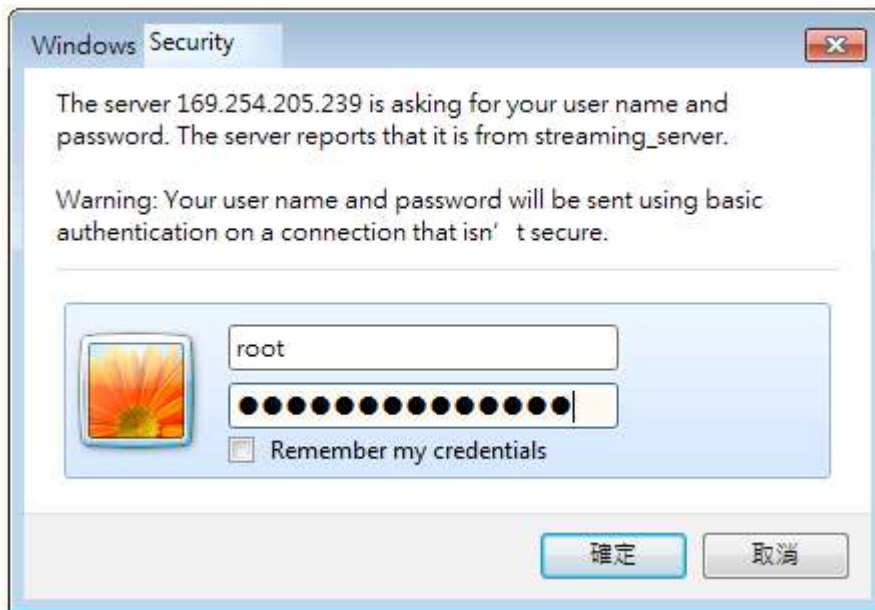 Windows Security
The server 169.254.205.239 is asking for your user name and
password. The server reports that it is from streaming_server.
Warning: Your user name and password will be sent using basic
authentication on a connection that isn’ t secure.
root
●●●●●●●●●●●●●●
Remember my credentials
確定 取消